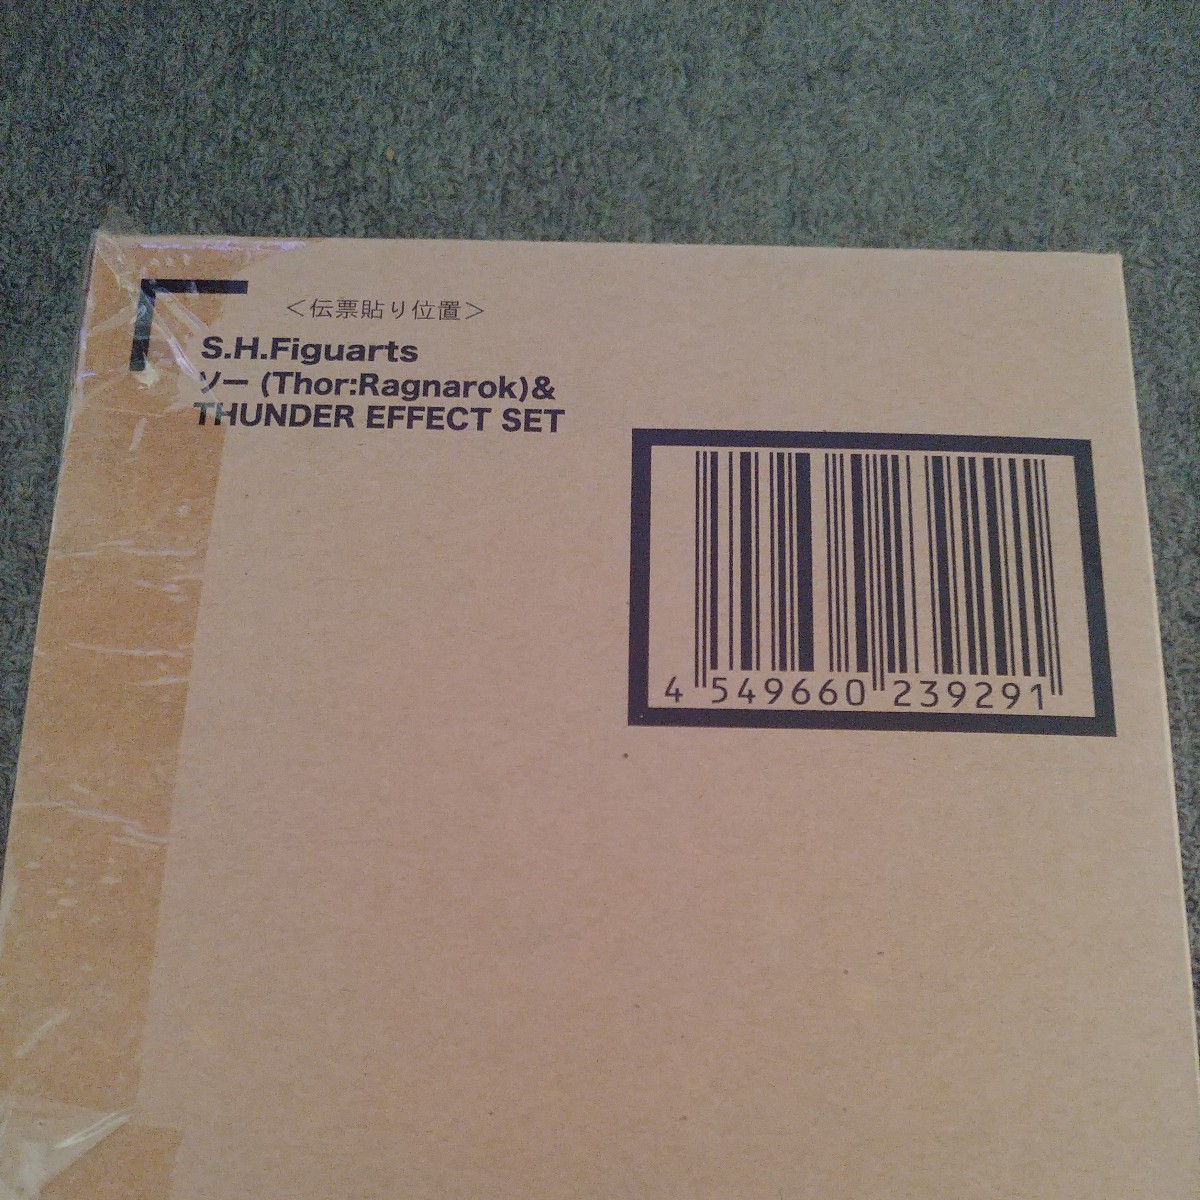 ＜伝票貼り位置＞
S.H.Figuarts
ソー (Thor:Ragnarok)&
THUNDER EFFECT SET
4 549660 239291